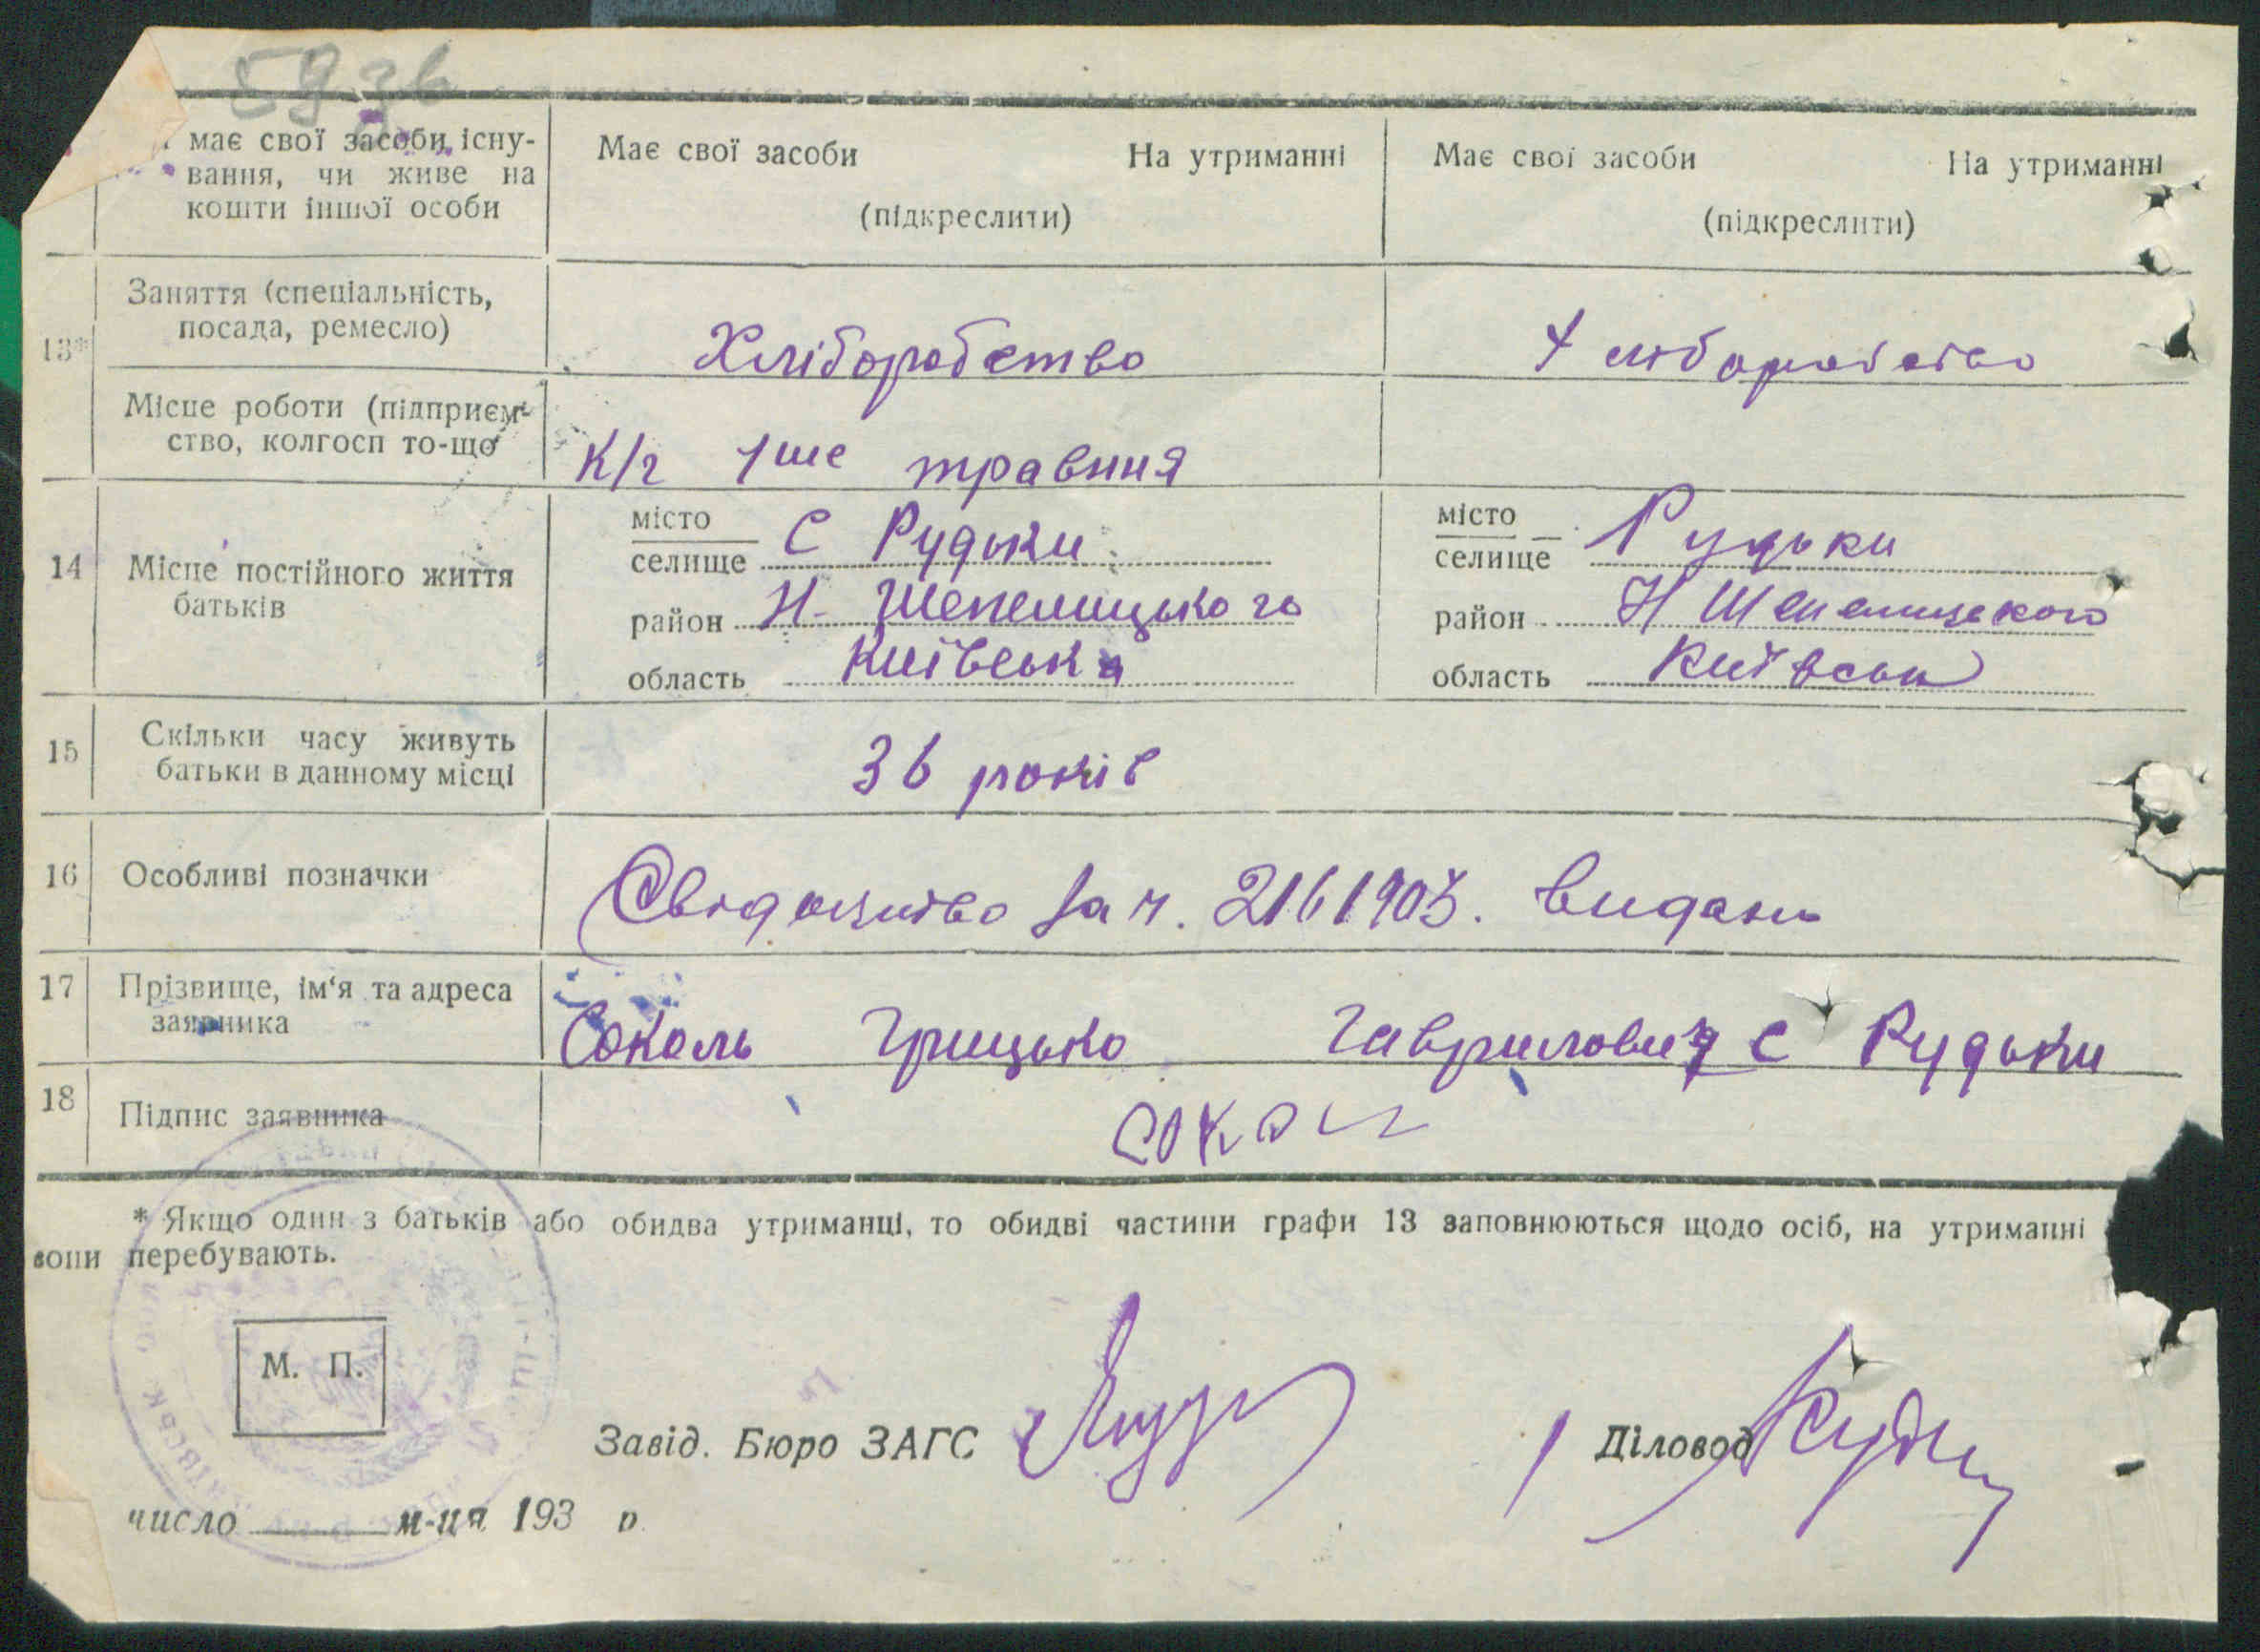 має свої засоби існу-
вання, чи живе на
кошти іншої особи
Має свої засоби На утриманні
(підкреслити)
Має свої засоби На утриманні
(підкреслити)
13*
Заняття (спеціальність,
посада, ремесло)
Хліборобство
Хліборобство
Місце роботи (підприєм-
ство, колгосп то-що
к/г 1ше травння
14
Місце постійного життя
батьків
місто
селище С Рудьки
район Н-Шепелицького
область Київська
місто
селище Рудьки
район Н Шепелицького
область Київськ
15
Скільки часу живуть
батьки в данному місці
36 років
16
Особливі позначки
Свідоцтво за ч. 2161903. видано
17
Прізвище, ім'я та адреса
заявника
Соколь Грицько Гаврилович с Рудьки
18
Підпис заявника
Сокол
* Якщо один з батьків або обидва утриманці, то обидві частини графи 13 заповнюються щодо осіб, на утриманні
вони перебувають.
М. П.
Завід. Бюро ЗАГС
Діловод
число м-ця 193 р.